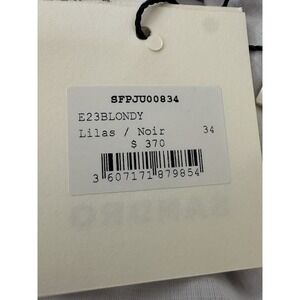 SFPJU00834
E23BLONDY
Lilas / Noir 34
$ 370
3 607171 879854